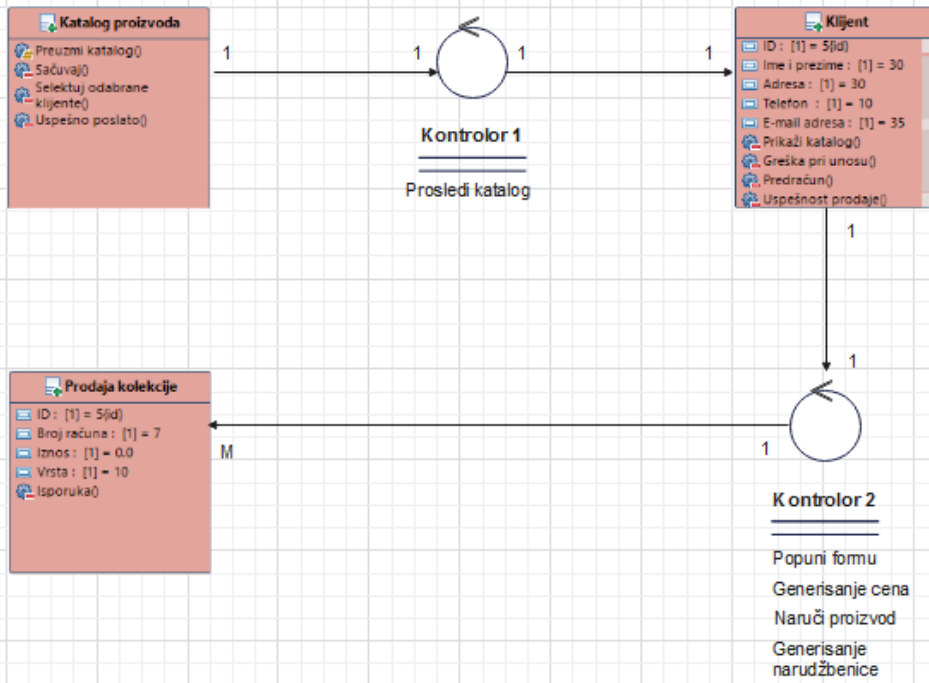 Katalog proizvoda
Preuzmi katalog()
Sačuvaj()
Selektuj odabrane
klijente()
Uspešno poslato()
1
1
Kontrolor 1
Prosledi katalog
1
1
Klijent
ID : [1] = 5(id)
Ime i prezime : [1] = 30
Adresa : [1] = 30
Telefon : [1] = 10
E-mail adresa : [1] = 35
Prikaži katalog()
Greška pri unosu()
Predračun()
Uspešnost prodaje()
1
1
Prodaja kolekcije
ID : [1] = 5(id)
Broj računa : [1] = 7
Iznos : [1] = 0.0
Vrsta : [1] = 10
Isporuka()
M
1
Kontrolor 2
Popuni formu
Generisanje cena
Naruči proizvod
Generisanje
narudžbenice